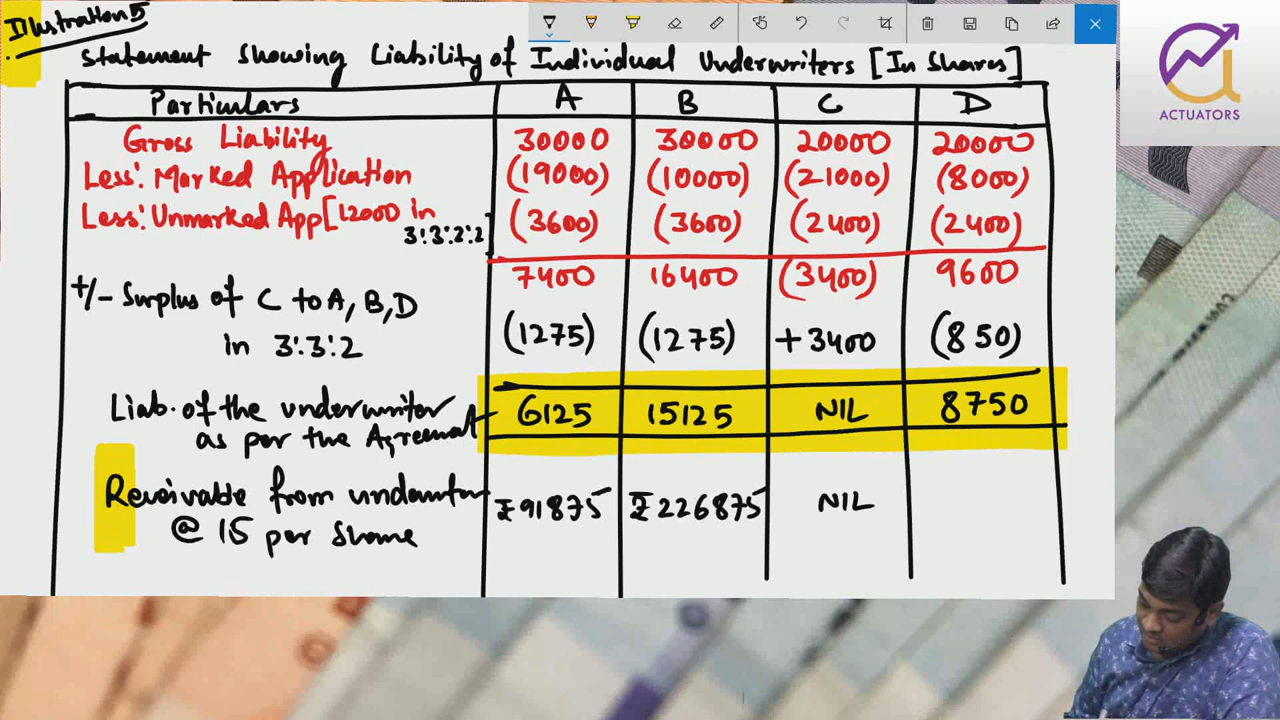 Illustration 5
Statement Showing Liability of Individual Underwriters [In Shares]
Particulars A B C D
Gross Liability 30000 30000 20000 20000
Less: Marked Application (19000) (10000) (21000) (8000)
Less: Unmarked App [12000 in 3:3:2:2] (3600) (3600) (2400) (2400)
7400 16400 (3400) 9600
+/- Surplus of C to A, B, D
in 3:3:2 (1275) (1275) +3400 (850)
Liab. of the underwriter
as per the Agreemat 6125 15125 NIL 8750
Receivable from underwriter
@ 15 per Share ₹91875 ₹226875 NIL
ACTUATORS